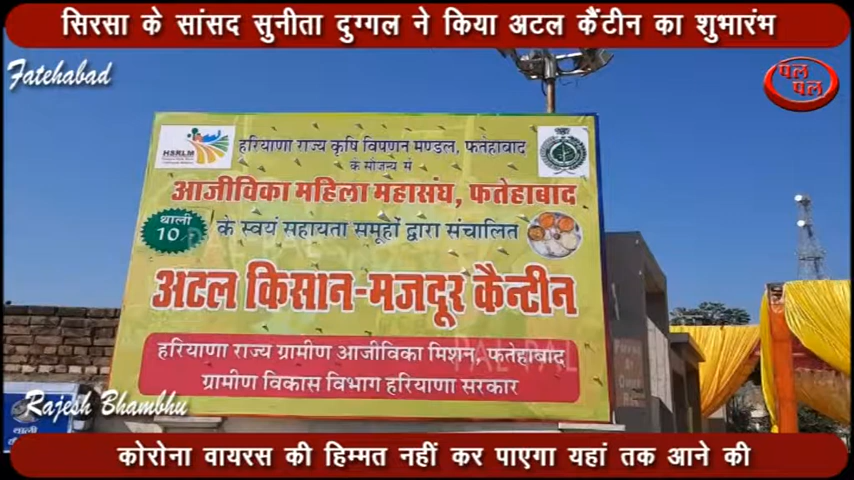 सिरसा के सांसद सुनीता दुग्गल ने किया अटल कैंटीन का शुभारंभ
Fatehabad
पल पल
HSRLM
हरियाणा राज्य कृषि विपणन मण्डल, फतेहाबाद
के सौजन्य से
आजीविका महिला महासंघ, फतेहाबाद
थाली 10
के स्वयं सहायता समूहों द्वारा संचालित
अटल किसान-मजदूर कैन्टीन
हरियाणा राज्य ग्रामीण आजीविका मिशन, फतेहाबाद
ग्रामीण विकास विभाग हरियाणा सरकार
Rajesh Bhambhu
कोरोना वायरस की हिम्मत नहीं कर पाएगा यहां तक आने की